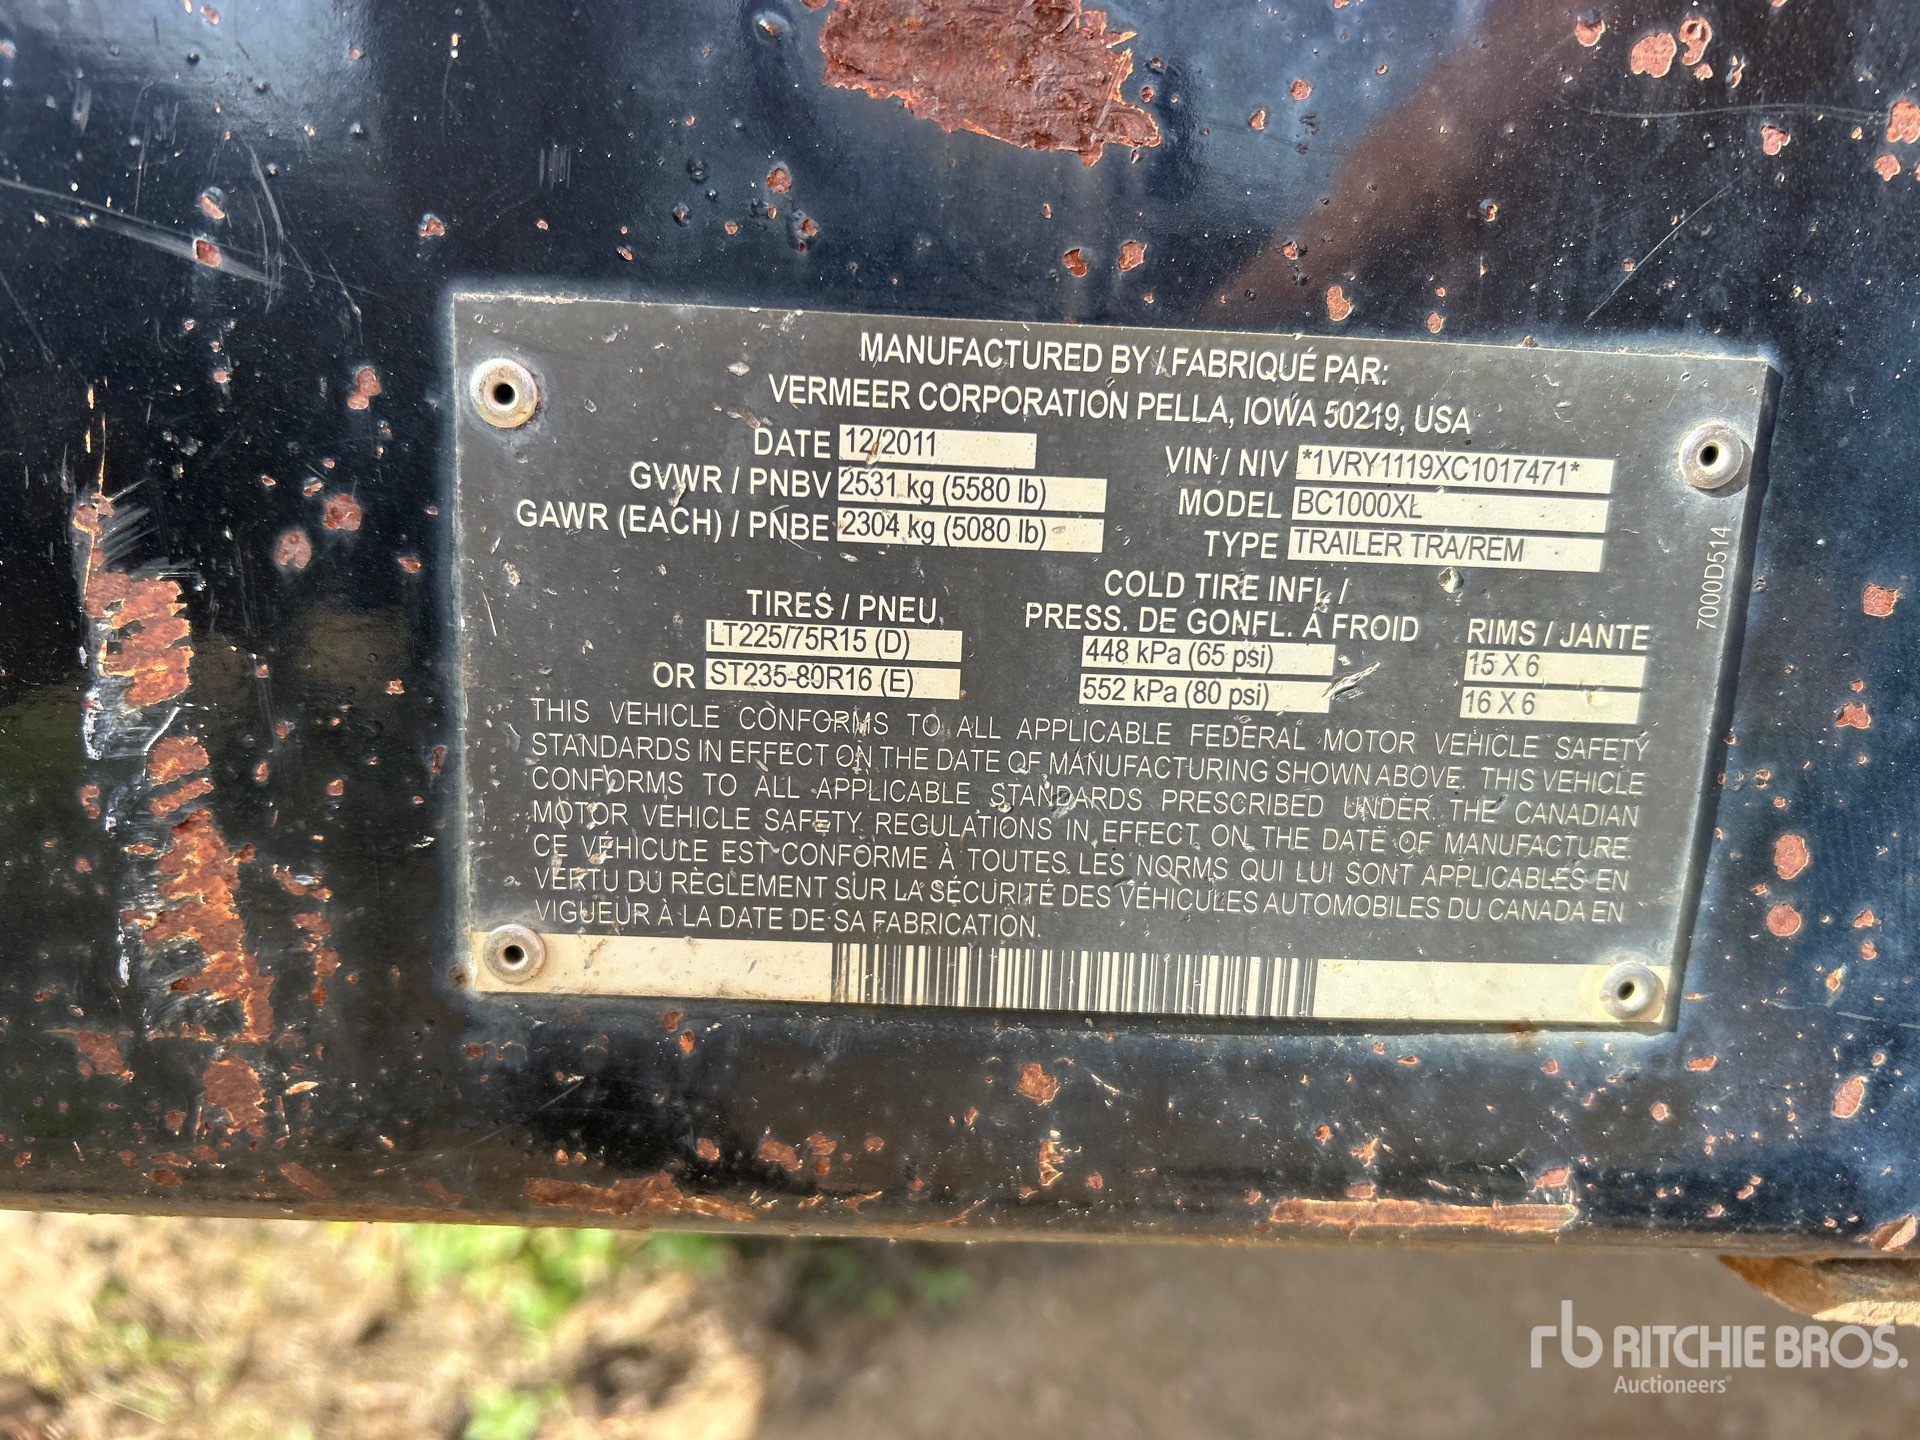 MANUFACTURED BY / FABRIQUÉ PAR:
VERMEER CORPORATION PELLA, IOWA 50219, USA
DATE 12/2011
VIN / NIV *1VRY1119XC1017471*
GVWR / PNBV 2531 kg (5580 lb)
MODEL BC1000XL
GAWR (EACH) / PNBE 2304 kg (5080 lb)
TYPE TRAILER TRA/REM
7000D514
TIRES / PNEU
COLD TIRE INFL /
PRESS. DE GONFL. À FROID
RIMS / JANTE
LT225/75R15 (D) 448 kPa (65 psi) 15 X 6
OR ST235-80R16 (E) 552 kPa (80 psi) 16 X 6
THIS VEHICLE CONFORMS TO ALL APPLICABLE FEDERAL MOTOR VEHICLE SAFETY
STANDARDS IN EFFECT ON THE DATE OF MANUFACTURING SHOWN ABOVE. THIS VEHICLE
CONFORMS TO ALL APPLICABLE STANDARDS PRESCRIBED UNDER THE CANADIAN
MOTOR VEHICLE SAFETY REGULATIONS IN EFFECT ON THE DATE OF MANUFACTURE.
CE VÉHICULE EST CONFORME À TOUTES LES NORMS QUI LUI SONT APPLICABLES EN
VERTU DU RÈGLEMENT SUR LA SÉCURITÉ DES VÉHICULES AUTOMOBILES DU CANADA EN
VIGUEUR À LA DATE DE SA FABRICATION.
rb RITCHIE BROS.
Auctioneers